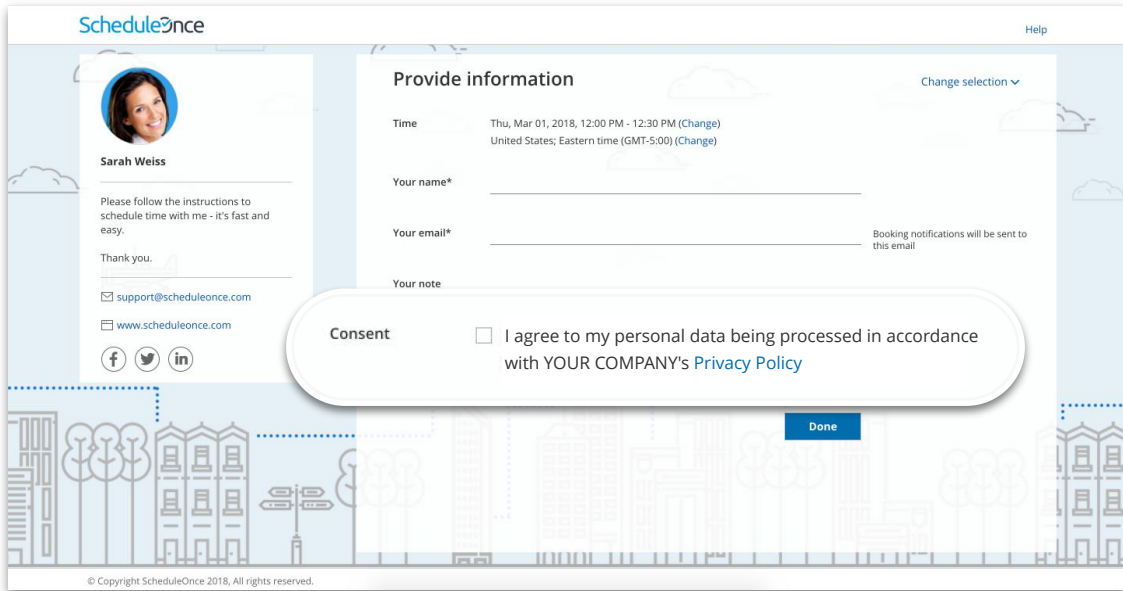 ScheduleOnce
Help
Sarah Weiss
Please follow the instructions to
schedule time with me - it's fast and
easy.
Thank you.
support@scheduleonce.com
www.scheduleonce.com
Provide information
Change selection
Time
Thu, Mar 01, 2018, 12:00 PM - 12:30 PM (Change)
United States; Eastern time (GMT-5:00) (Change)
Your name*
Your email*
Booking notifications will be sent to
this email
Your note
Consent
I agree to my personal data being processed in accordance
with YOUR COMPANY's Privacy Policy
Done
© Copyright ScheduleOnce 2018, All rights reserved.